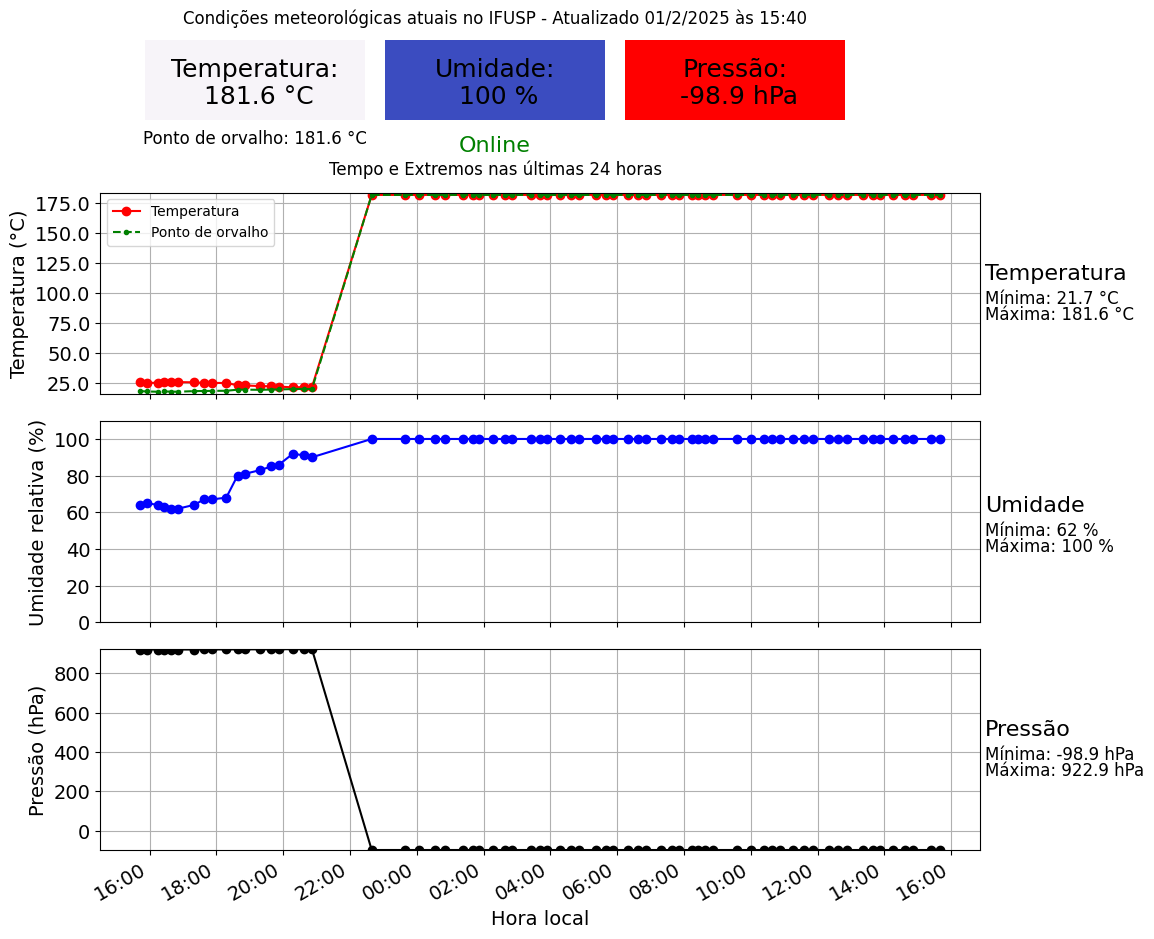 Condições meteorológicas atuais no IFUSP - Atualizado 01/2/2025 às 15:40
Temperatura:
181.6 °C
Umidade:
100 %
Pressão:
-98.9 hPa
Ponto de orvalho: 181.6 °C
Online
Tempo e Extremos nas últimas 24 horas
Temperatura (°C)
175.0
150.0
125.0
100.0
75.0
50.0
25.0
Temperatura
Ponto de orvalho
Temperatura
Mínima: 21.7 °C
Máxima: 181.6 °C
Umidade relativa (%)
100
80
60
40
20
0
Umidade
Mínima: 62 %
Máxima: 100 %
Pressão (hPa)
800
600
400
200
0
Pressão
Mínima: -98.9 hPa
Máxima: 922.9 hPa
16:00 18:00 20:00 22:00 00:00 02:00 04:00 06:00 08:00 10:00 12:00 14:00 16:00
Hora local